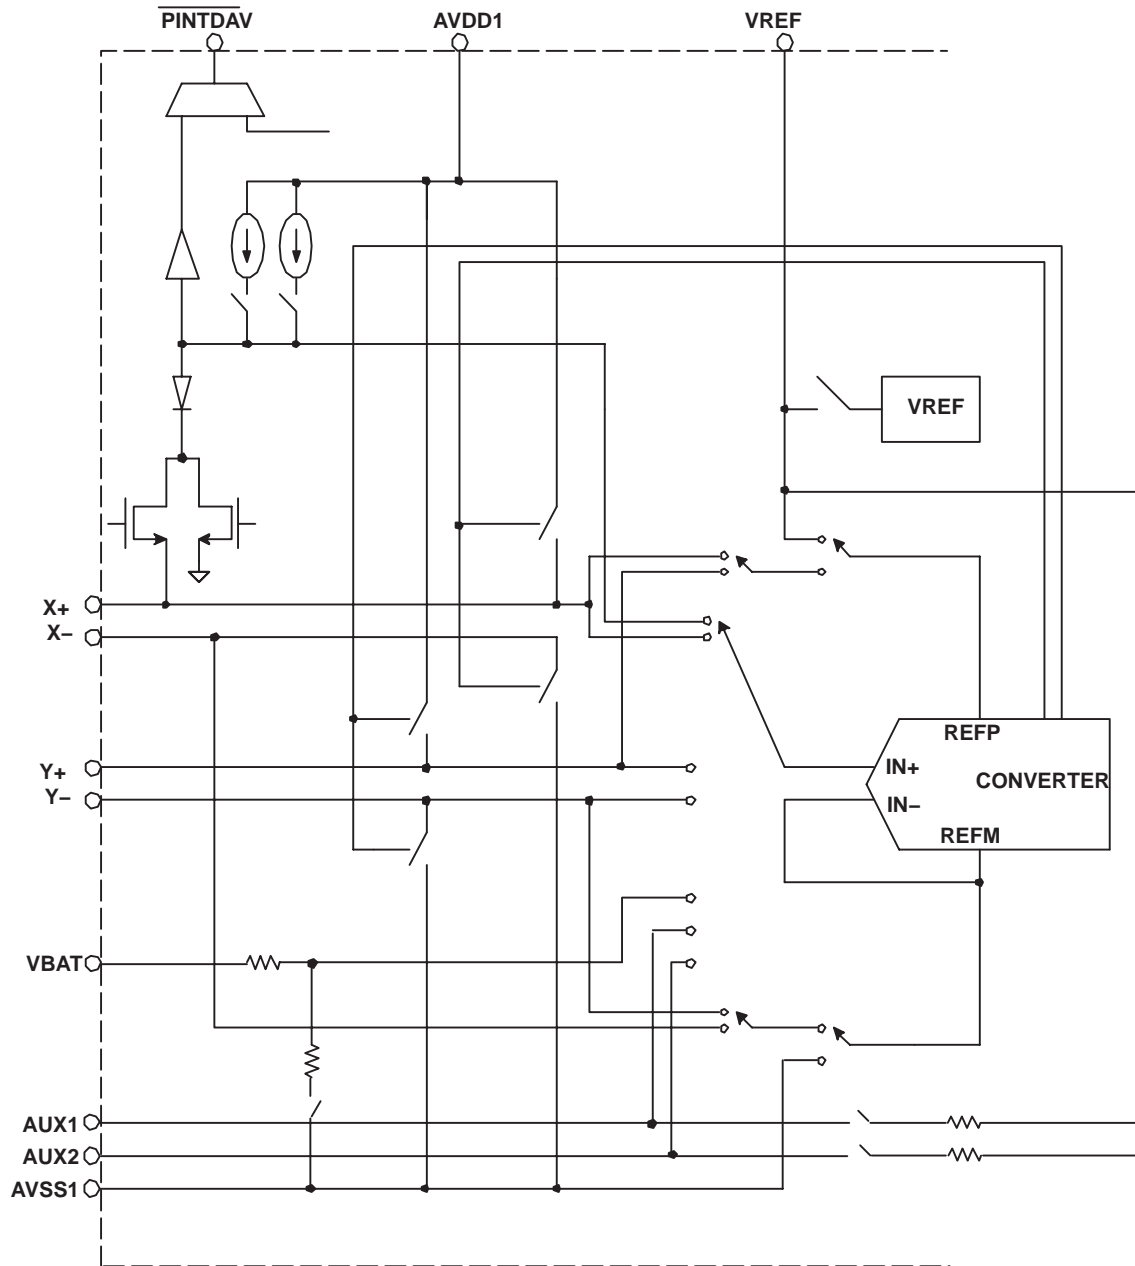 PINTDAV AVDD1 VREF
VREF
X+
X–
REFP
Y+ IN+
CONVERTER
Y– IN–
REFM
VBAT
AUX1
AUX2
AVSS1